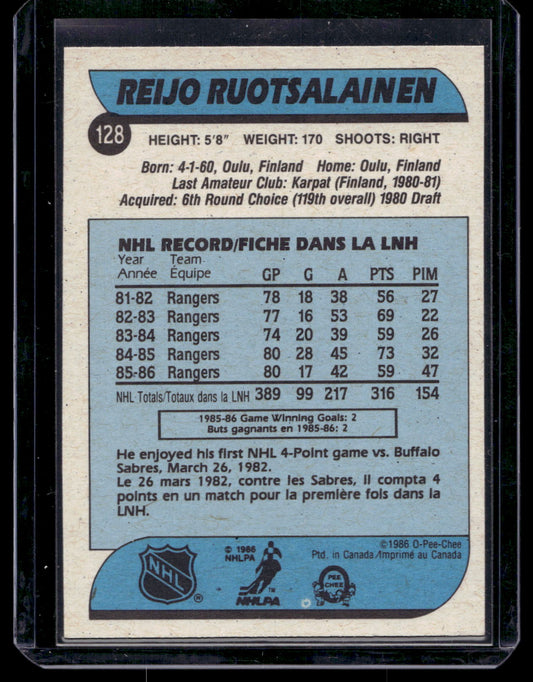 REIJO RUOTSALAINEN
128
HEIGHT: 5'8" WEIGHT: 170 SHOOTS: RIGHT
Born: 4-1-60, Oulu, Finland Home: Oulu, Finland
Last Amateur Club: Karpat (Finland, 1980-81)
Acquired: 6th Round Choice (119th overall) 1980 Draft
NHL RECORD/FICHE DANS LA LNH
Year Team
Année Équipe GP G A PTS PIM
81-82 Rangers 78 18 38 56 27
82-83 Rangers 77 16 53 69 22
83-84 Rangers 74 20 39 59 26
84-85 Rangers 80 28 45 73 32
85-86 Rangers 80 17 42 59 47
NHL Totals/Totaux dans la LNH 389 99 217 316 154
1985-86 Game Winning Goals: 2
Buts gagnants en 1985-86: 2
He enjoyed his first NHL 4-Point game vs. Buffalo
Sabres, March 26, 1982.
Le 26 mars 1982, contre les Sabres, il compta 4
points en un match pour la première fois dans la
LNH.
©1986 O-Pee-Chee
Ptd. in Canada/Imprimé au Canada
© 1986
NHLPA
NHL
®
NHLPA
™
O
PEE
CHEE